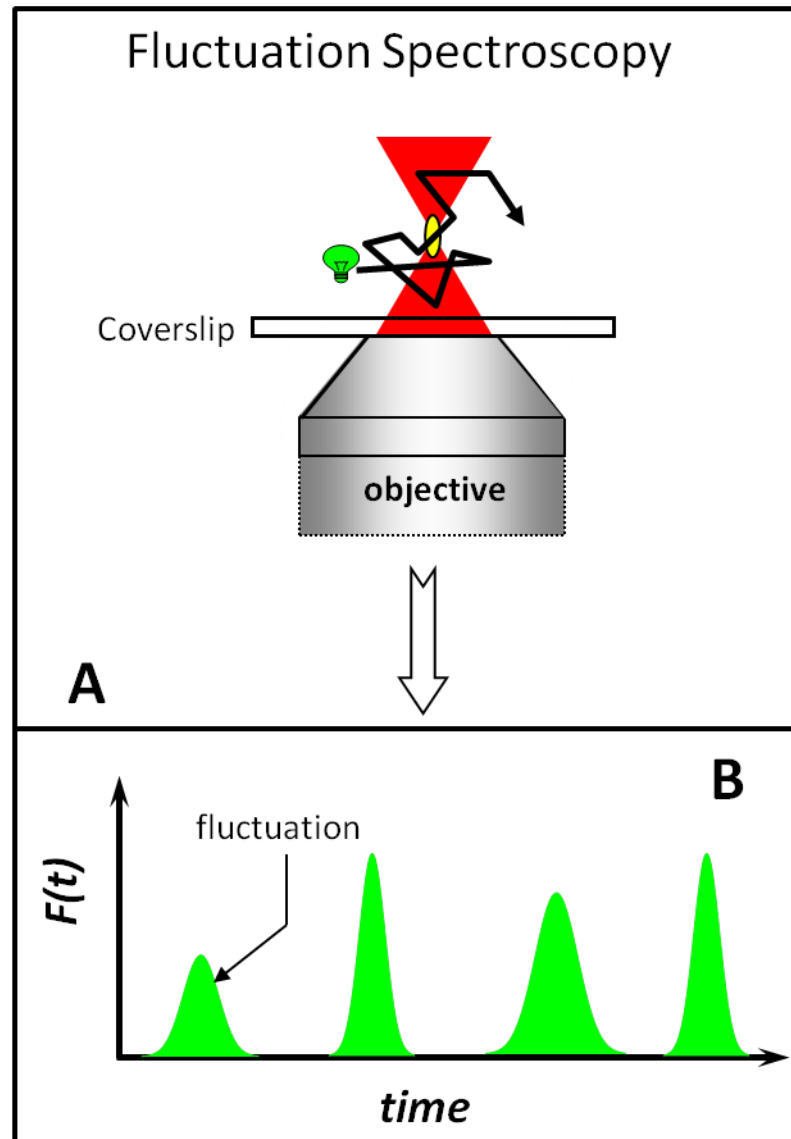 Fluctuation Spectroscopy
Coverslip
objective
A
B
fluctuation
F(t)
time